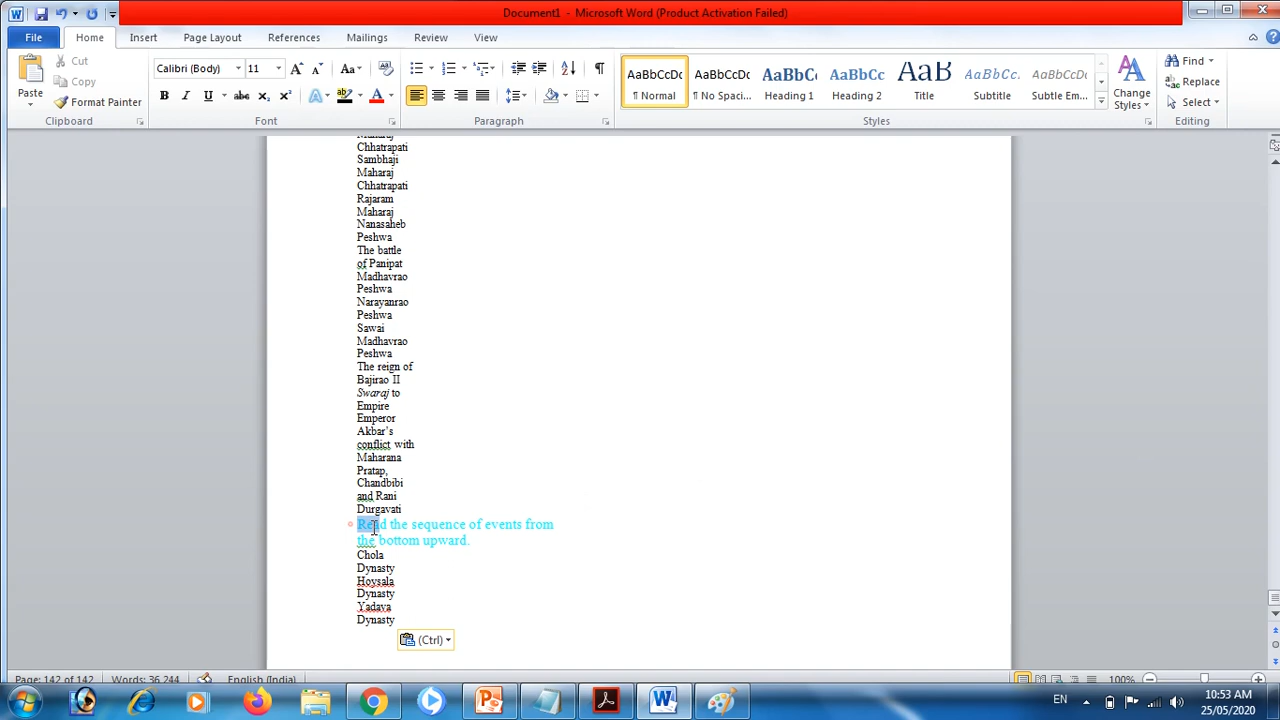 Document1 - Microsoft Word (Product Activation Failed)
File Home Insert Page Layout References Mailings Review View
Paste
Cut
Copy
Format Painter
Clipboard
Calibri (Body) 11
Font
Paragraph
AaBbCcDc AaBbCcDc AaBbCc AaBbCc AaB AaBbCc. AaBbCcDc
¶ Normal ¶ No Spaci... Heading 1 Heading 2 Title Subtitle Subtle Em...
Change Styles
Styles
Find
Replace
Select
Editing
Chhatrapati
Sambhaji
Maharaj
Chhatrapati
Rajaram
Maharaj
Nanasaheb
Peshwa
The battle
of Panipat
Madhavrao
Peshwa
Narayanrao
Peshwa
Sawai
Madhavrao
Peshwa
The reign of
Bajirao II
Swaraj to
Empire
Emperor
Akbar's
conflict with
Maharana
Pratap,
Chandbibi
and Rani
Durgavati
Read the sequence of events from
the bottom upward.
Chola
Dynasty
Hoysala
Dynasty
Yadava
Dynasty
(Ctrl)
Page: 142 of 142 Words: 36,244 English (India) 100%
EN 10:53 AM
25/05/2020